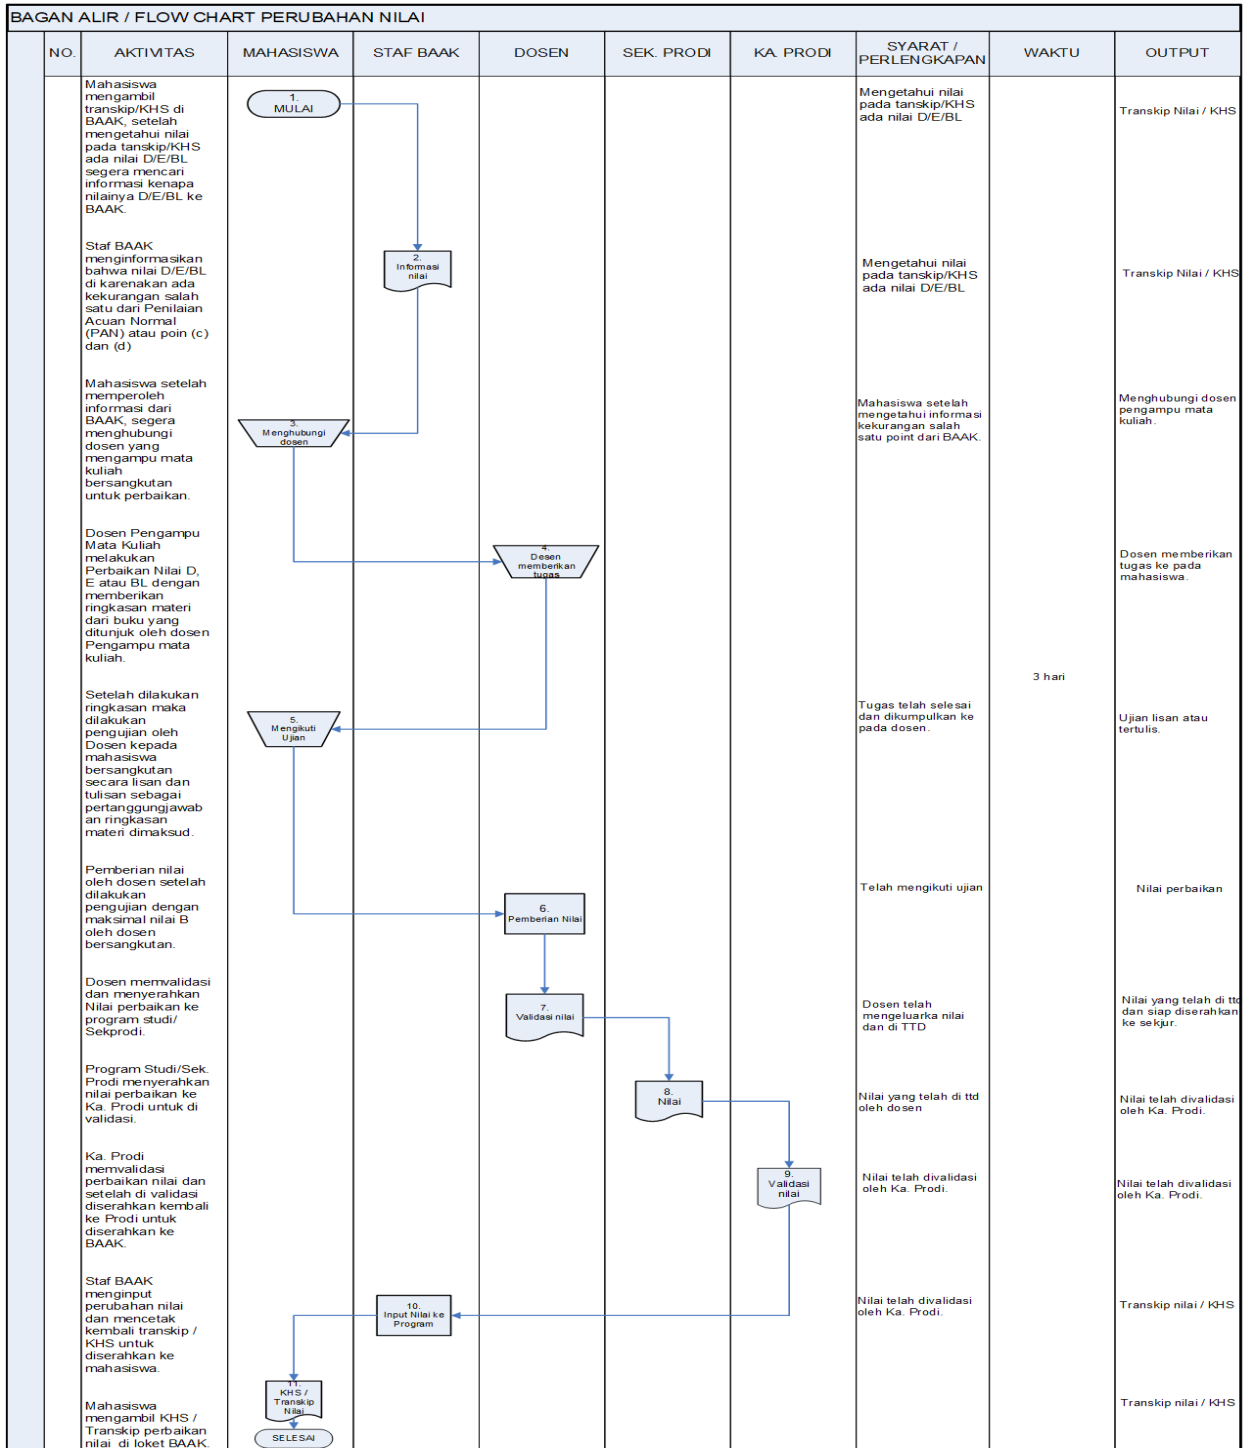 BAGAN ALIR / FLOW CHART PERUBAHAN NILAI
NO.
AKTIVITAS
MAHASISWA
STAF BAAK
DOSEN
SEK. PRODI
KA. PRODI
SYARAT /
PERLENGKAPAN
WAKTU
OUTPUT
Mahasiswa
mengambil
transkip/KHS di
BAAK, setelah
mengetahui nilai
pada tanskip/KHS
ada nilai D/E/BL
segera mencari
informasi kenapa
nilainya D/E/BL ke
BAAK.
1.
MULAI
Mengetahui nilai
pada tanskip/KHS
ada nilai D/E/BL
Transkip Nilai / KHS
Staf BAAK
menginformasikan
bahwa nilai D/E/BL
di karenakan ada
kekurangan salah
satu dari Penilaian
Acuan Normal
(PAN) atau poin (c)
dan (d)
2.
Informasi
nilai
Mengetahui nilai
pada tanskip/KHS
ada nilai D/E/BL
Transkip Nilai / KHS
Mahasiswa setelah
memperoleh
informasi dari
BAAK, segera
menghubungi
dosen yang
mengampu mata
kuliah
bersangkutan
untuk perbaikan.
3.
Menghubungi
dosen
Mahasiswa setelah
mengetahui informasi
kekurangan salah
satu point dari BAAK.
Menghubungi dosen
pengampu mata
kuliah.
Dosen Pengampu
Mata Kuliah
melakukan
Perbaikan Nilai D,
E atau BL dengan
memberikan
ringkasan materi
dari buku yang
ditunjuk oleh dosen
Pengampu mata
kuliah.
4.
Desen
memberikan
tugas
Dosen memberikan
tugas ke pada
mahasiswa.
3 hari
Setelah dilakukan
ringkasan maka
dilakukan
pengujian oleh
Dosen kepada
mahasiswa
bersangkutan
secara lisan dan
tulisan sebagai
pertanggungjawab
an ringkasan
materi dimaksud.
5.
Mengikuti
Ujian
Tugas telah selesai
dan dikumpulkan ke
pada dosen.
Ujian lisan atau
tertulis.
Pemberian nilai
oleh dosen setelah
dilakukan
pengujian dengan
maksimal nilai B
oleh dosen
bersangkutan.
6.
Pemberian Nilai
Telah mengikuti ujian
Nilai perbaikan
Dosen memvalidasi
dan menyerahkan
Nilai perbaikan ke
program studi/
Sekprodi.
7.
Validasi nilai
Dosen telah
mengeluarka nilai
dan di TTD
Nilai yang telah di ttd
dan siap diserahkan
ke sekjur.
Program Studi/Sek.
Prodi menyerahkan
nilai perbaikan ke
Ka. Prodi untuk di
validasi.
8.
Nilai
Nilai yang telah di ttd
oleh dosen
Nilai telah divalidasi
oleh Ka. Prodi.
Ka. Prodi
memvalidasi
perbaikan nilai dan
setelah di validasi
diserahkan kembali
ke Prodi untuk
diserahkan ke
BAAK.
9.
Validasi
nilai
Nilai telah divalidasi
oleh Ka. Prodi.
Nilai telah divalidasi
oleh Ka. Prodi.
Staf BAAK
menginput
perubahan nilai
dan mencetak
kembali transkip /
KHS untuk
diserahkan ke
mahasiswa.
10.
Input Nilai ke
Program
Nilai telah divalidasi
oleh Ka. Prodi.
Transkip nilai / KHS
Mahasiswa
mengambil KHS /
Transkip perbaikan
nilai di loket BAAK.
11.
KHS /
Transkip
Nilai
SELESAI
Transkip nilai / KHS